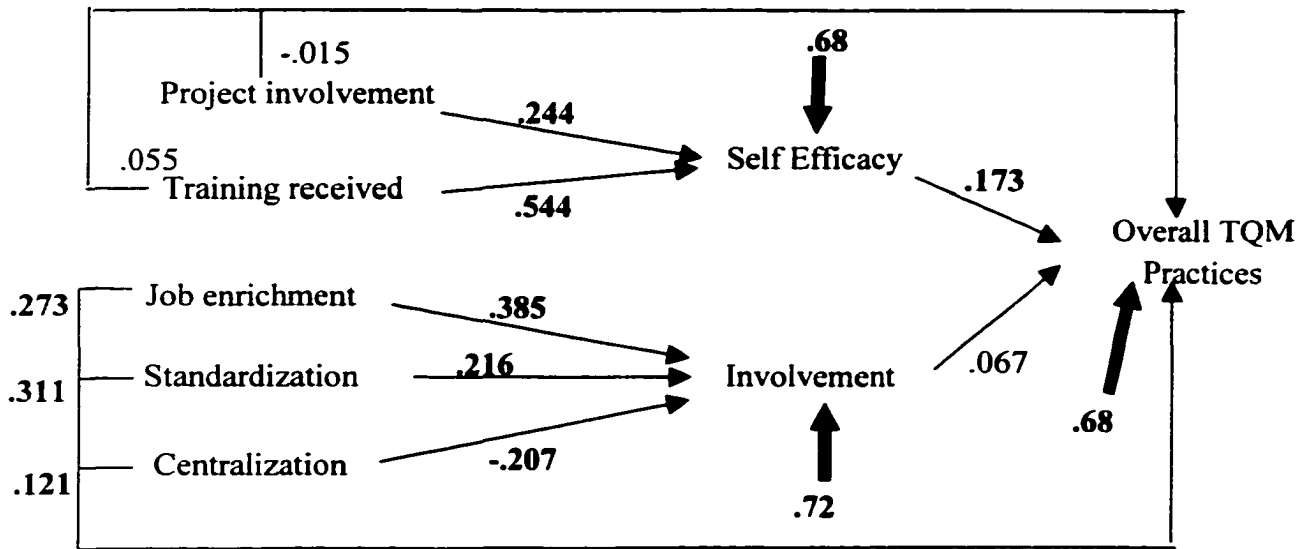 -.015
.68
Project involvement
.244
.055
Self Efficacy
Training received
.544
.173
Overall TQM
Practices
.273
Job enrichment
.385
.311
Standardization
.216
Involvement
.067
.68
.121
Centralization
-.207
.72